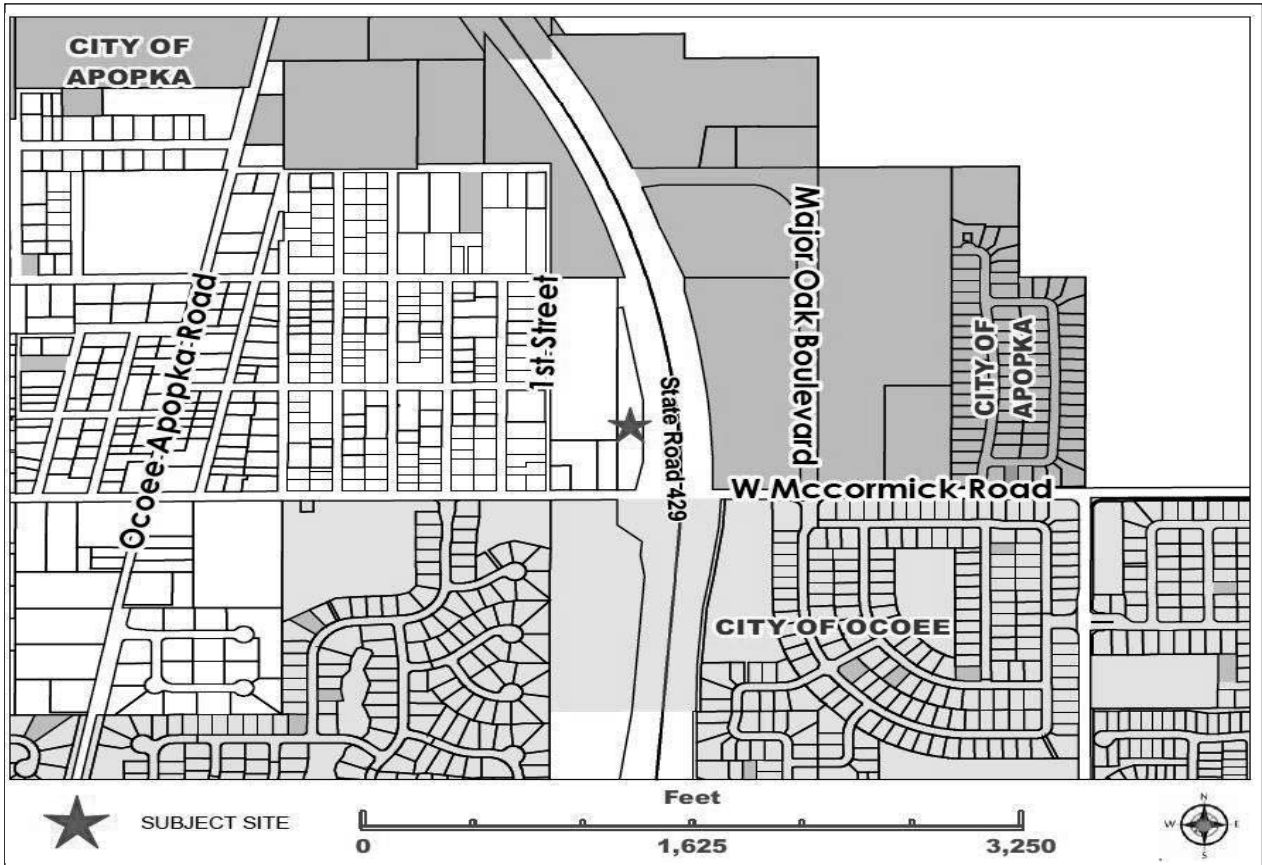 CITY OF
APOPKA
Ocoee-Apopka-Road
1st-Street
State-Road-429
Major-Oak-Boulevard
CITY OF
APOPKA
W-Mccormick-Road
CITY OF OCOEE
SUBJECT SITE
Feet
0
1,625
3,250
N
W
E
S